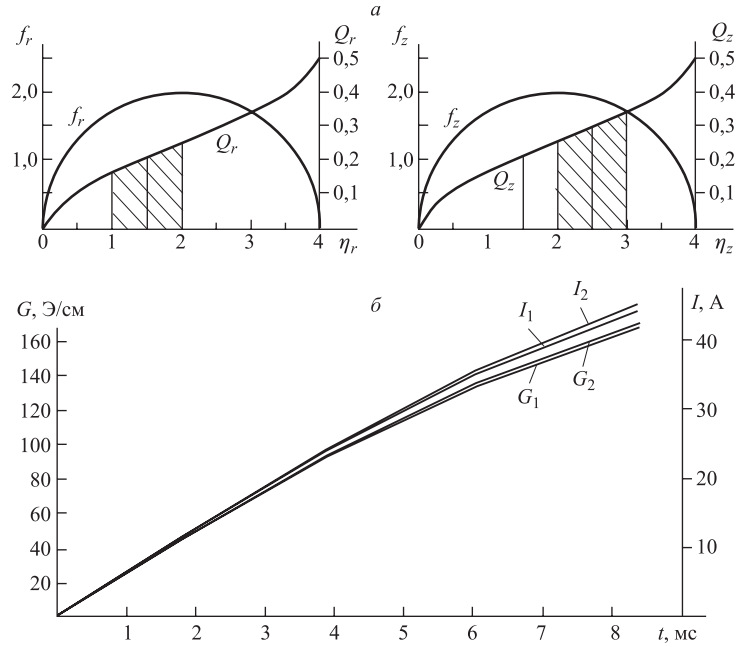 а
f_r Q_r f_z Q_z
0,5 0,5
2,0 0,4 2,0 0,4
f_r f_z
0,3 0,3
Q_r
1,0 0,2 1,0 0,2
Q_z
0,1 0,1
0 1 2 3 4 η_r 0 1 2 3 4 η_z
G, Э/см б I, А
I_2
I_1
160
40
140
G_2
G_1
120
30
100
80
20
60
40
10
20
1 2 3 4 5 6 7 8 t, мс